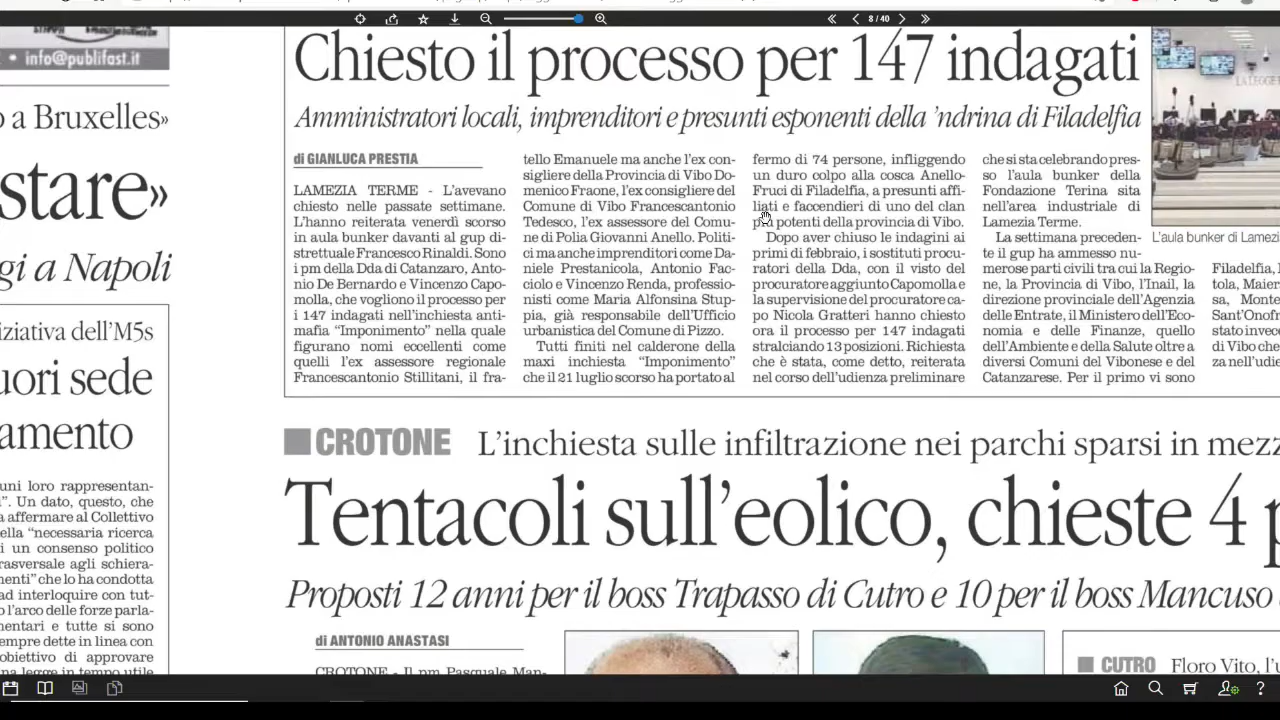 8 / 40
• info@publifast.it
o a Bruxelles»
stare»
gi a Napoli
iziativa dell'M5s
uori sede
amento
uni loro rappresentan-
i". Un dato, questo, che
a affermare al Collettivo
ella "necessaria ricerca
i un consenso politico
rasversale agli schiera-
menti" che lo ha condotta
ad interloquire con tut-
o l'arco delle forze parla-
mentari e tutte si sono
empre dette in linea con
obiettivo di approvare
na legge in tempo utile
Chiesto il processo per 147 indagati
Amministratori locali, imprenditori e presunti esponenti della 'ndrina di Filadelfia
di GIANLUCA PRESTIA
LAMEZIA TERME - L'avevano
chiesto nelle passate settimane.
L'hanno reiterata venerdì scorso
in aula bunker davanti al gup di-
strettuale Francesco Rinaldi. Sono
i pm della Dda di Catanzaro, Anto-
nio De Bernardo e Vincenzo Capo-
molla, che vogliono il processo per
i 147 indagati nell'inchiesta anti-
mafia "Imponimento" nella quale
figurano nomi eccellenti come
quelli l'ex assessore regionale
Francescantonio Stillitani, il fra-
tello Emanuele ma anche l'ex con-
sigliere della Provincia di Vibo Do-
menico Fraone, l'ex consigliere del
Comune di Vibo Francescantonio
Tedesco, l'ex assessore del Comu-
ne di Polia Giovanni Anello. Politi-
ci ma anche imprenditori come Da-
niele Prestanicola, Antonio Fac-
ciolo e Vincenzo Renda, professio-
nisti come Maria Alfonsina Stup-
pia, già responsabile dell'Ufficio
urbanistica del Comune di Pizzo.
Tutti finiti nel calderone della
maxi inchiesta "Imponimento"
che il 21 luglio scorso ha portato al
fermo di 74 persone, infliggendo
un duro colpo alla cosca Anello-
Fruci di Filadelfia, a presunti affi-
liati e faccendieri di uno del clan
più potenti della provincia di Vibo.
Dopo aver chiuso le indagini ai
primi di febbraio, i sostituti procu-
ratori della Dda, con il visto del
procuratore aggiunto Capomolla e
la supervisione del procuratore ca-
po Nicola Gratteri hanno chiesto
ora il processo per 147 indagati
stralciando 13 posizioni. Richiesta
che è stata, come detto, reiterata
nel corso dell'udienza preliminare
che si sta celebrando pres-
so l'aula bunker della
Fondazione Terina sita
nell'area industriale di
Lamezia Terme.
La settimana preceden-
te il gup ha ammesso nu-
merose parti civili tra cui la Regio-
ne, la Provincia di Vibo, l'Inail, la
direzione provinciale dell'Agenzia
delle Entrate, il Ministero dell'Eco-
nomia e delle Finanze, quello
dell'Ambiente e della Salute oltre a
diversi Comuni del Vibonese e del
Catanzarese. Per il primo vi sono
L'aula bunker di Lamezi
Filadelfia, l
tola, Maier
sa, Monte
Sant'Onofr
stato invec
di Vibo che
za nell'udie
CROTONE L'inchiesta sulle infiltrazione nei parchi sparsi in mezz
Tentacoli sull'eolico, chieste 4 p
Proposti 12 anni per il boss Trapasso di Cutro e 10 per il boss Mancuso
di ANTONIO ANASTASI
CROTONE - Il pm Pasquale Man-
CUTRO Floro Vito, l'u